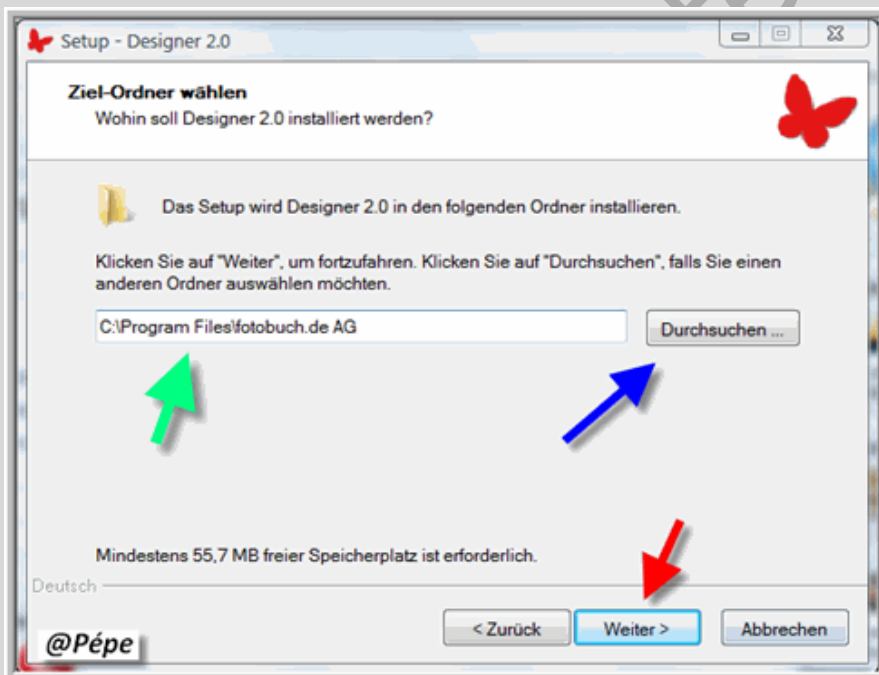 Setup - Designer 2.0
Ziel-Ordner wählen
Wohin soll Designer 2.0 installiert werden?
Das Setup wird Designer 2.0 in den folgenden Ordner installieren.
Klicken Sie auf "Weiter", um fortzufahren. Klicken Sie auf "Durchsuchen", falls Sie einen
anderen Ordner auswählen möchten.
C:\Program Files\fotobuch.de AG
Durchsuchen ...
Mindestens 55,7 MB freier Speicherplatz ist erforderlich.
Deutsch
< Zurück
Weiter >
Abbrechen
@Pépe